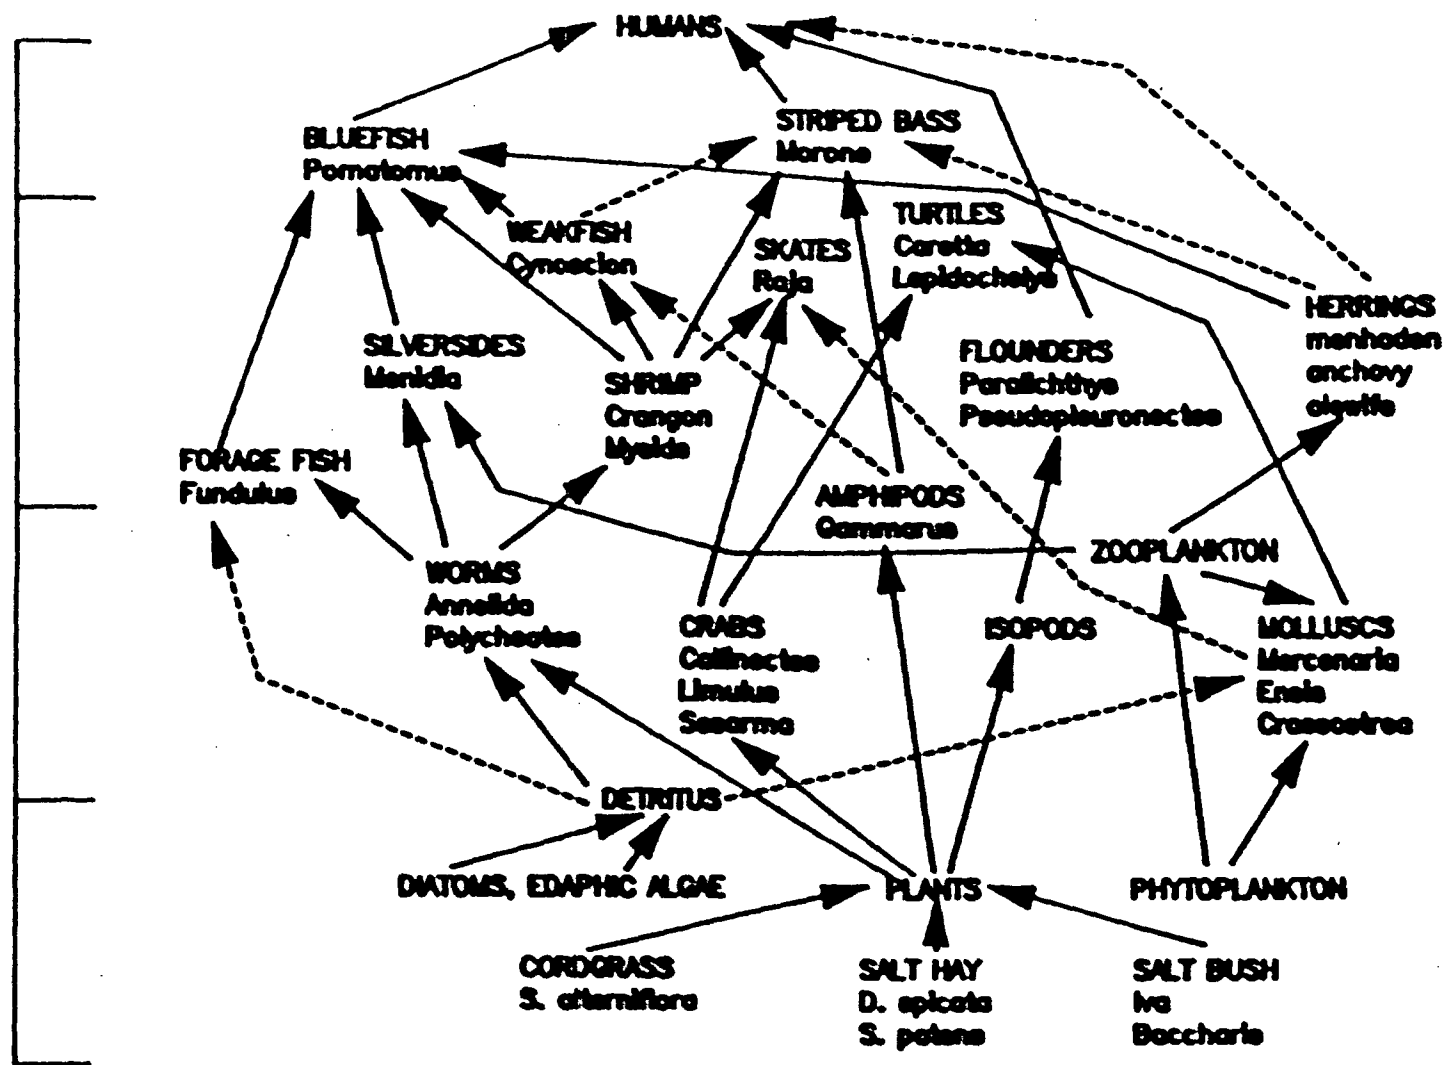 HUMANS
STRIPED BASS
Morone
BLUEFISH
Pomatomus
TURTLES
Caretta
Lepidochelys
WEAKFISH
Cynoscion
SKATES
Raja
HERRINGS
menhaden
anchovy
alewife
SILVERSIDES
Menidia
FLOUNDERS
Paralichthys
Pseudopleuronectes
SHRIMP
Crangon
Mysids
FORAGE FISH
Fundulus
AMPHIPODS
Gammarus
ZOOPLANKTON
WORMS
Annelida
Polychaetes
CRABS
Callinectes
Limulus
Sesarma
ISOPODS
MOLLUSCS
Mercenaria
Ensis
Crassostrea
DETRITUS
DIATOMS, EDAPHIC ALGAE
PLANTS
PHYTOPLANKTON
CORDGRASS
S. alterniflora
SALT HAY
D. spicata
S. patens
SALT BUSH
Iva
Baccharis